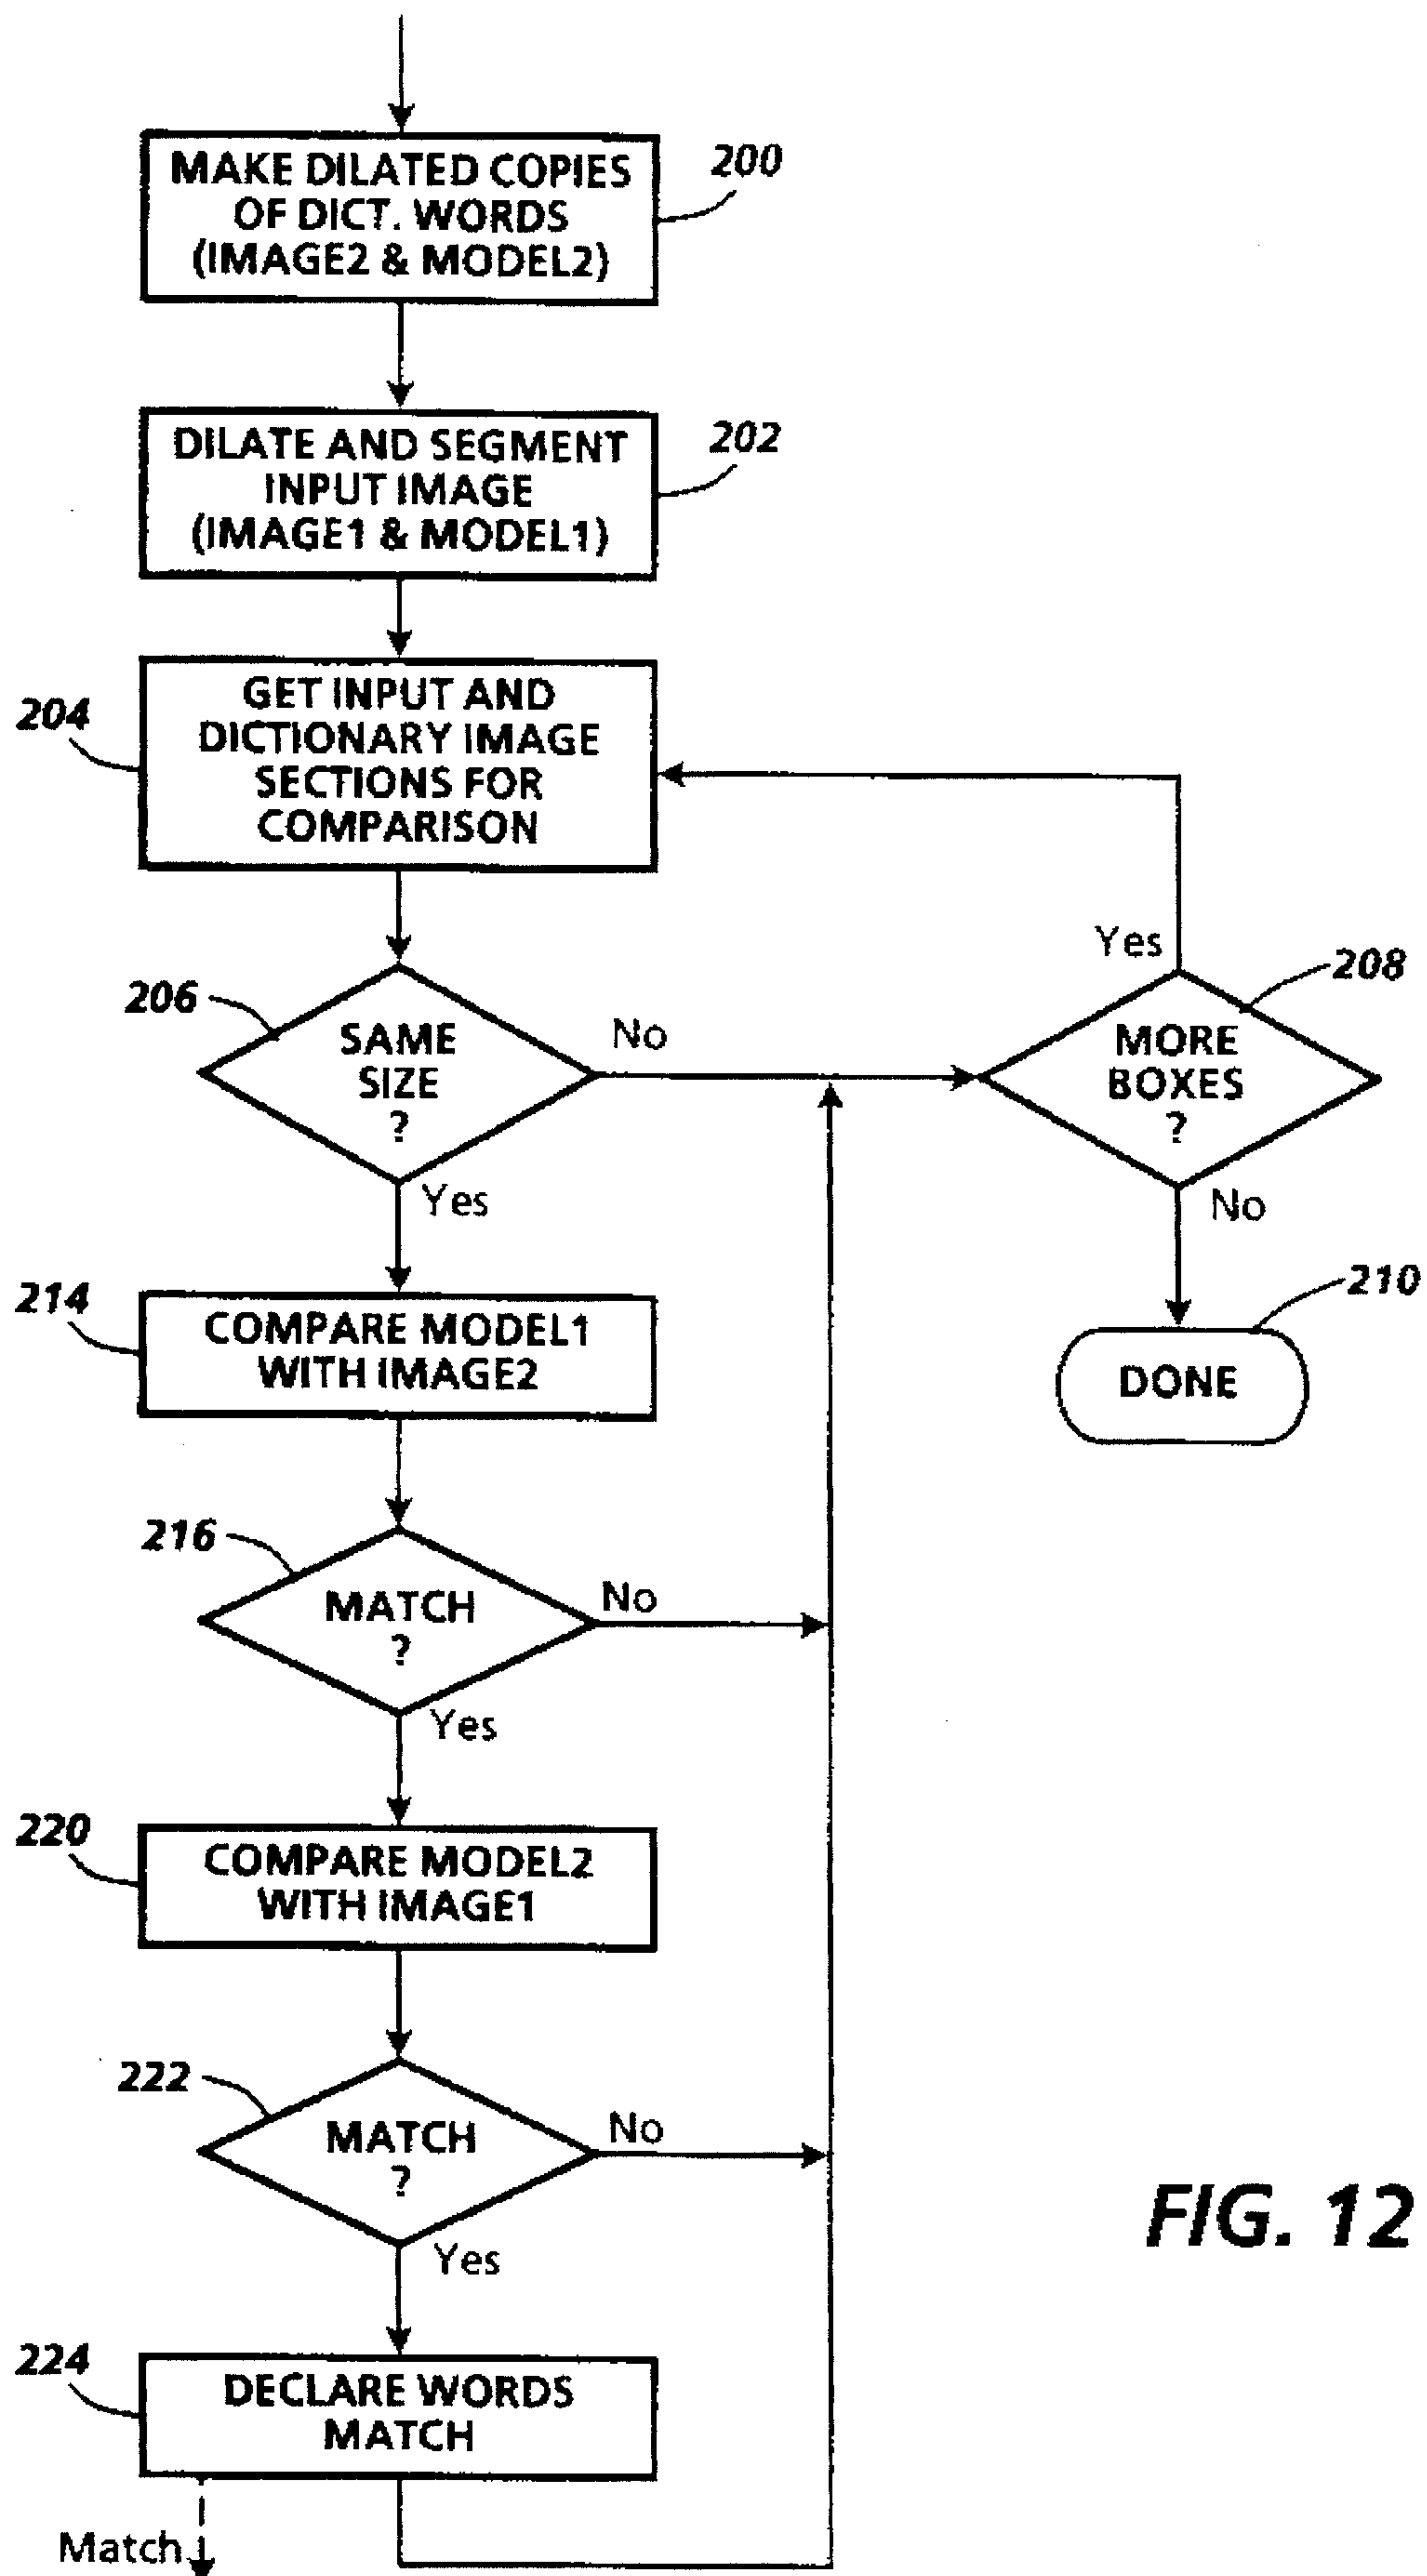 MAKE DILATED COPIES
OF DICT. WORDS
(IMAGE2 & MODEL2)
200
DILATE AND SEGMENT
INPUT IMAGE
(IMAGE1 & MODEL1)
202
204
GET INPUT AND
DICTIONARY IMAGE
SECTIONS FOR
COMPARISON
206
SAME
SIZE
?
No
Yes
Yes
208
MORE
BOXES
?
No
210
DONE
214
COMPARE MODEL1
WITH IMAGE2
216
MATCH
?
No
Yes
220
COMPARE MODEL2
WITH IMAGE1
222
MATCH
?
No
Yes
224
DECLARE WORDS
MATCH
Match
FIG. 12